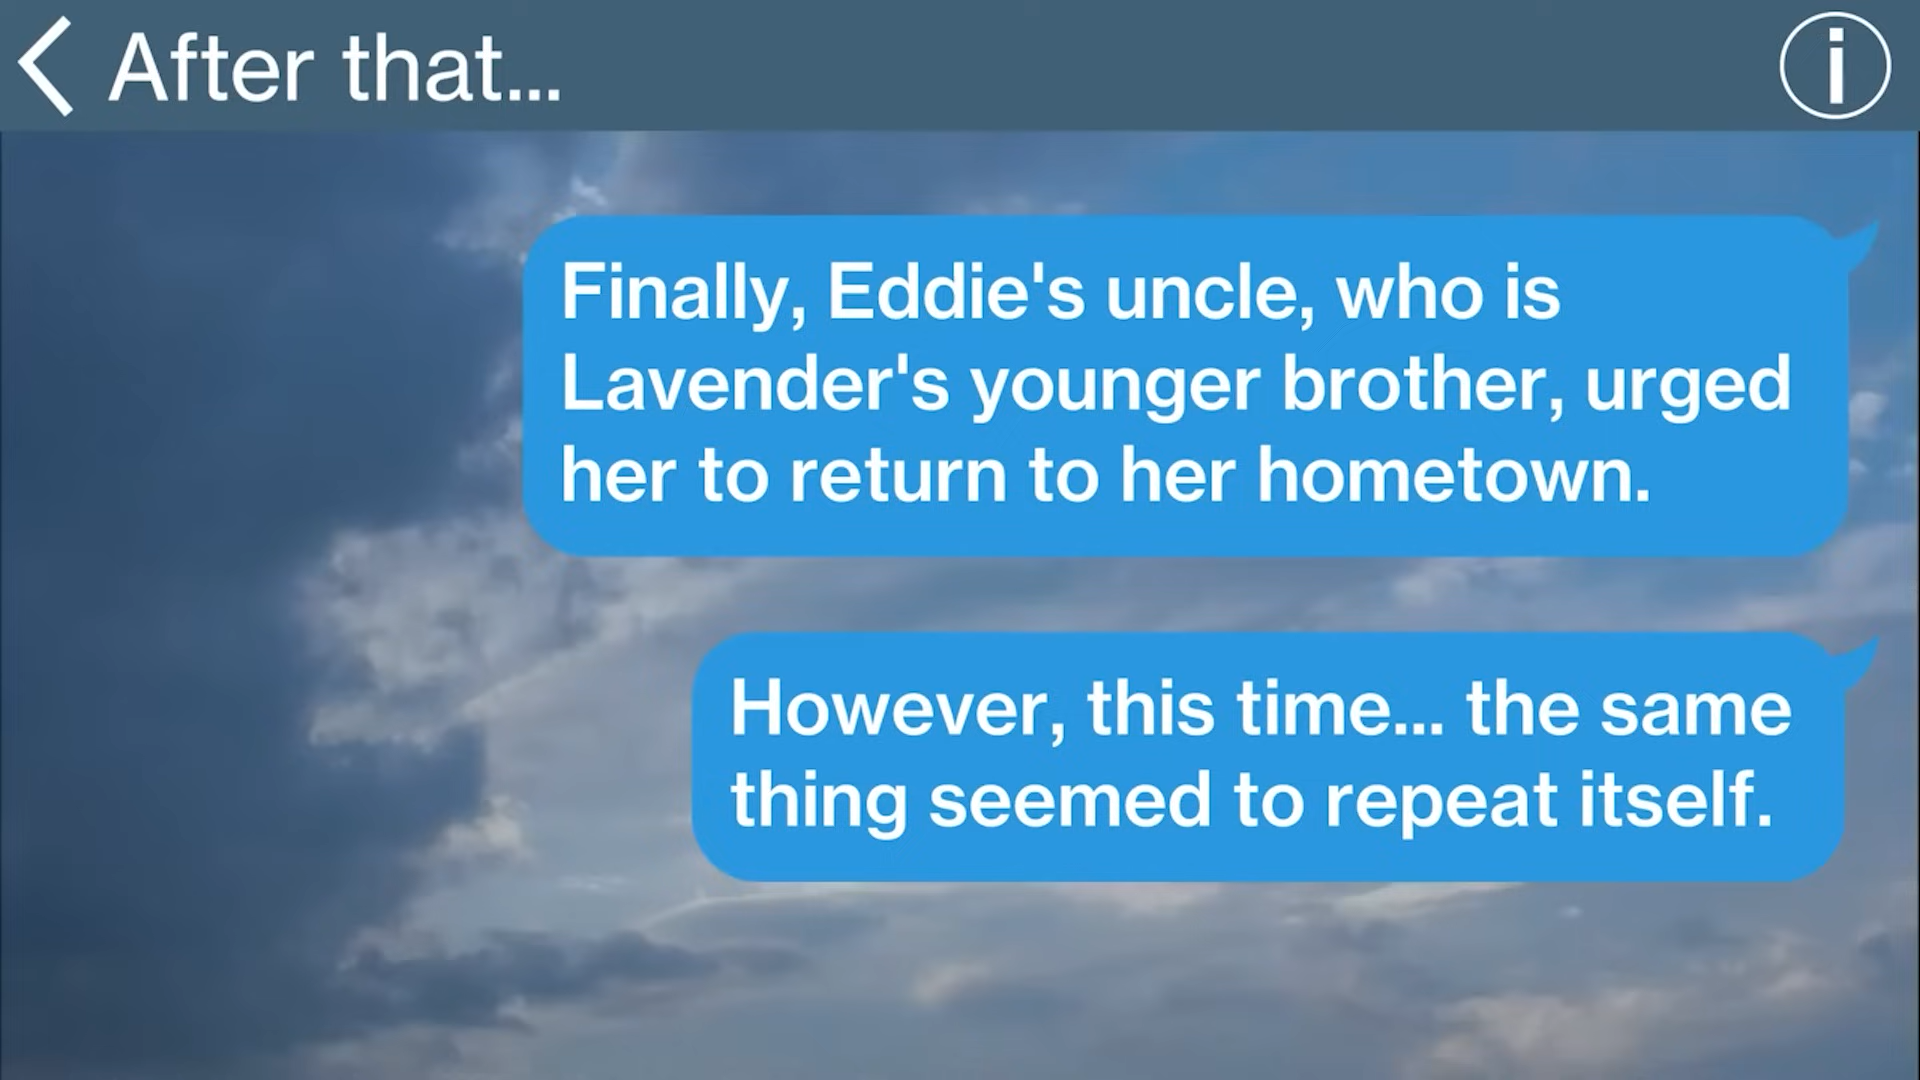 After that...
Finally, Eddie's uncle, who is
Lavender's younger brother, urged
her to return to her hometown.
However, this time... the same
thing seemed to repeat itself.